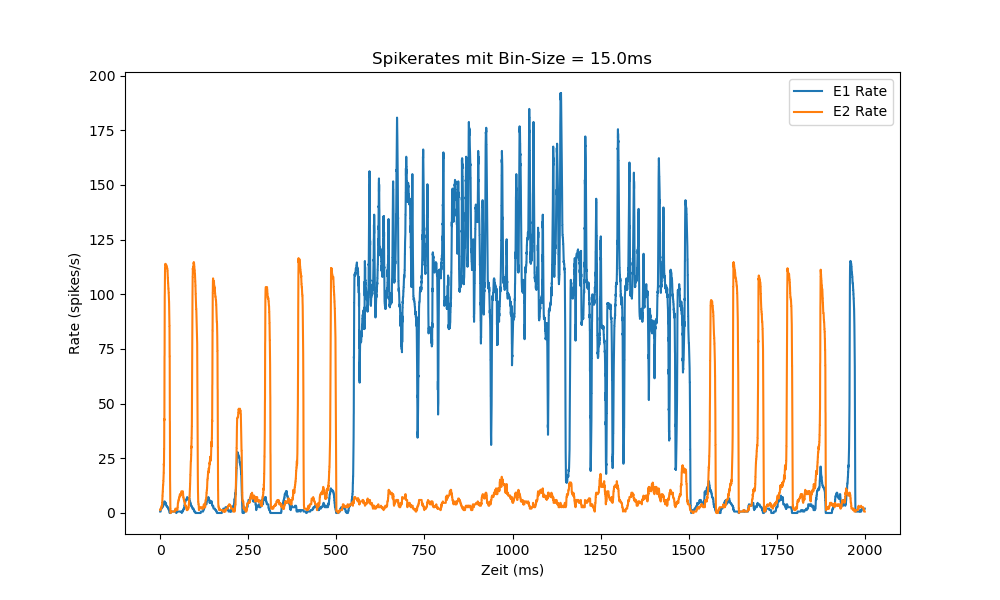 Spikerates mit Bin-Size = 15.0ms
E1 Rate
E2 Rate
Rate (spikes/s)
200
175
150
125
100
75
50
25
0
0 250 500 750 1000 1250 1500 1750 2000
Zeit (ms)